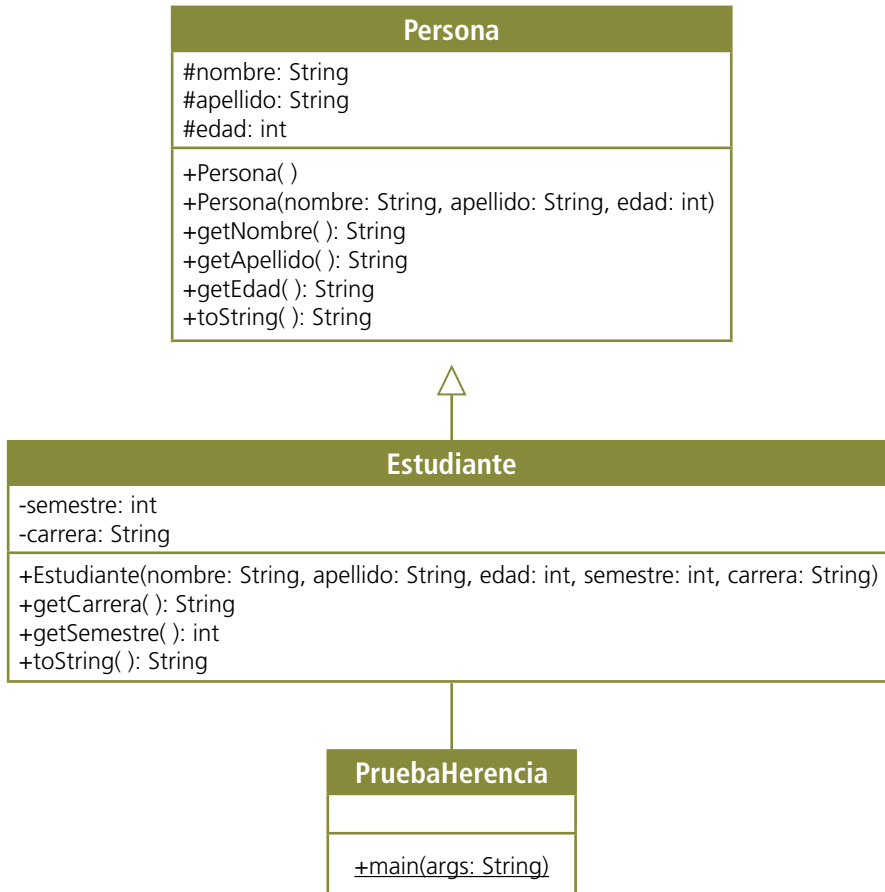 Persona
#nombre: String
#apellido: String
#edad: int
+Persona( )
+Persona(nombre: String, apellido: String, edad: int)
+getNombre( ): String
+getApellido( ): String
+getEdad( ): String
+toString( ): String
Estudiante
-semestre: int
-carrera: String
+Estudiante(nombre: String, apellido: String, edad: int, semestre: int, carrera: String)
+getCarrera( ): String
+getSemestre( ): int
+toString( ): String
PruebaHerencia
+main(args: String)